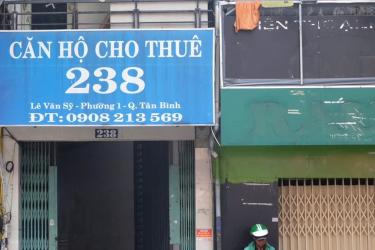 CĂN HỘ CHO THUÊ
238
Lê Văn Sỹ - Phường 1 - Q. Tân Bình
ĐT: 0908 213 569
238